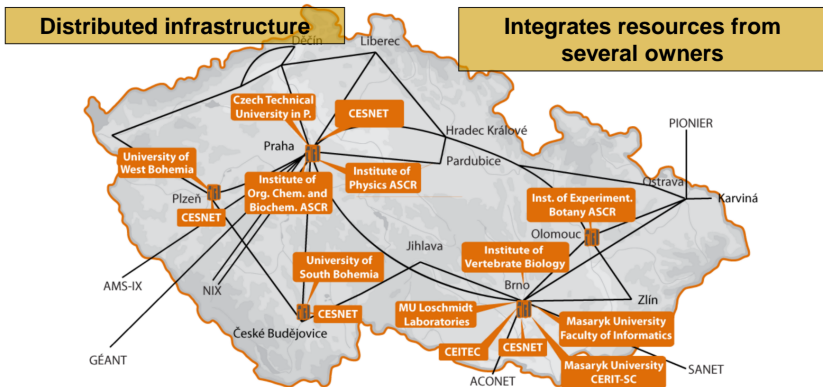 Distributed infrastructure
Integrates resources from
several owners
Děčín
Liberec
Czech Technical
University in P.
CESNET
Hradec Králové
PIONIER
Praha
Pardubice
University of
West Bohemia
Institute of
Org. Chem. and
Biochem. ASCR
Institute of
Physics ASCR
Ostrava
Karviná
Plzeň
CESNET
Inst. of Experiment.
Botany ASCR
Olomouc
Jihlava
Institute of
Vertebrate Biology
University of
South Bohemia
Brno
AMS-IX
NIX
Zlín
CESNET
MU Loschmidt
Laboratories
Masaryk University
Faculty of Informatics
České Budějovice
CEITEC
CESNET
GÉANT
Masaryk University
CERIT-SC
SANET
ACONET